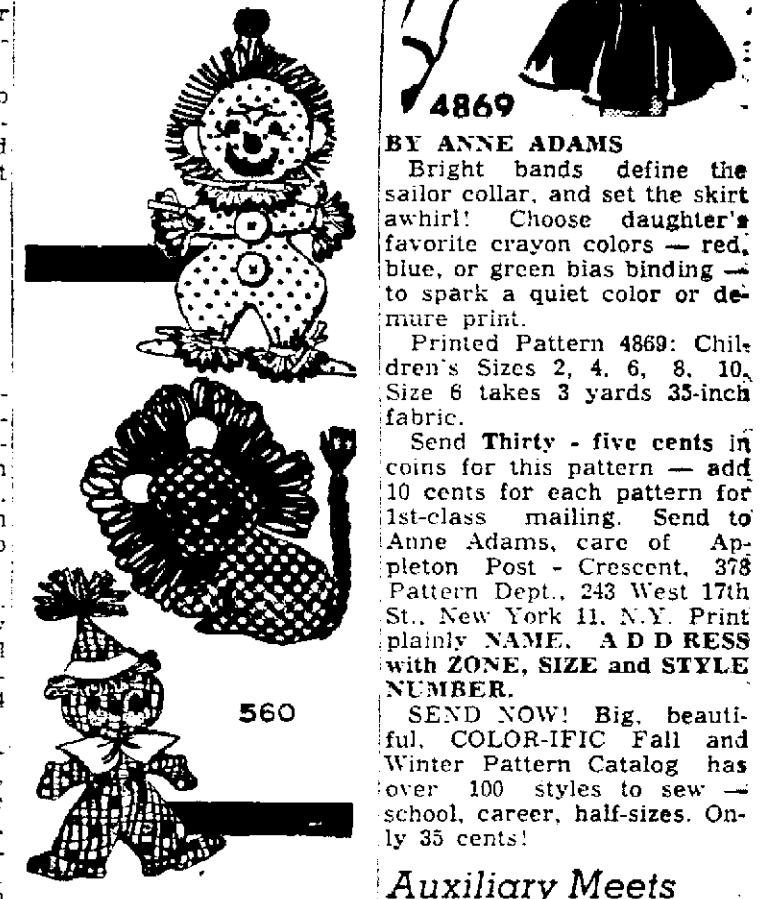 4869
BY ANNE ADAMS
Bright bands define the
sailor collar, and set the skirt
awhirl! Choose daughter's
favorite crayon colors — red,
blue, or green bias binding —
to spark a quiet color or de-
mure print.
Printed Pattern 4869: Chil-
dren's Sizes 2, 4, 6, 8, 10.
Size 6 takes 3 yards 35-inch
fabric.
Send Thirty - five cents in
coins for this pattern — add
10 cents for each pattern for
1st-class mailing. Send to
Anne Adams, care of Ap-
pleton Post - Crescent, 378
Pattern Dept., 243 West 17th
St., New York 11, N.Y. Print
plainly NAME, A D D RESS
with ZONE, SIZE and STYLE
NUMBER.
SEND NOW! Big, beauti-
ful, COLOR-IFIC Fall and
Winter Pattern Catalog has
over 100 styles to sew —
school, career, half-sizes. On-
ly 35 cents!
Auxiliary Meets
560